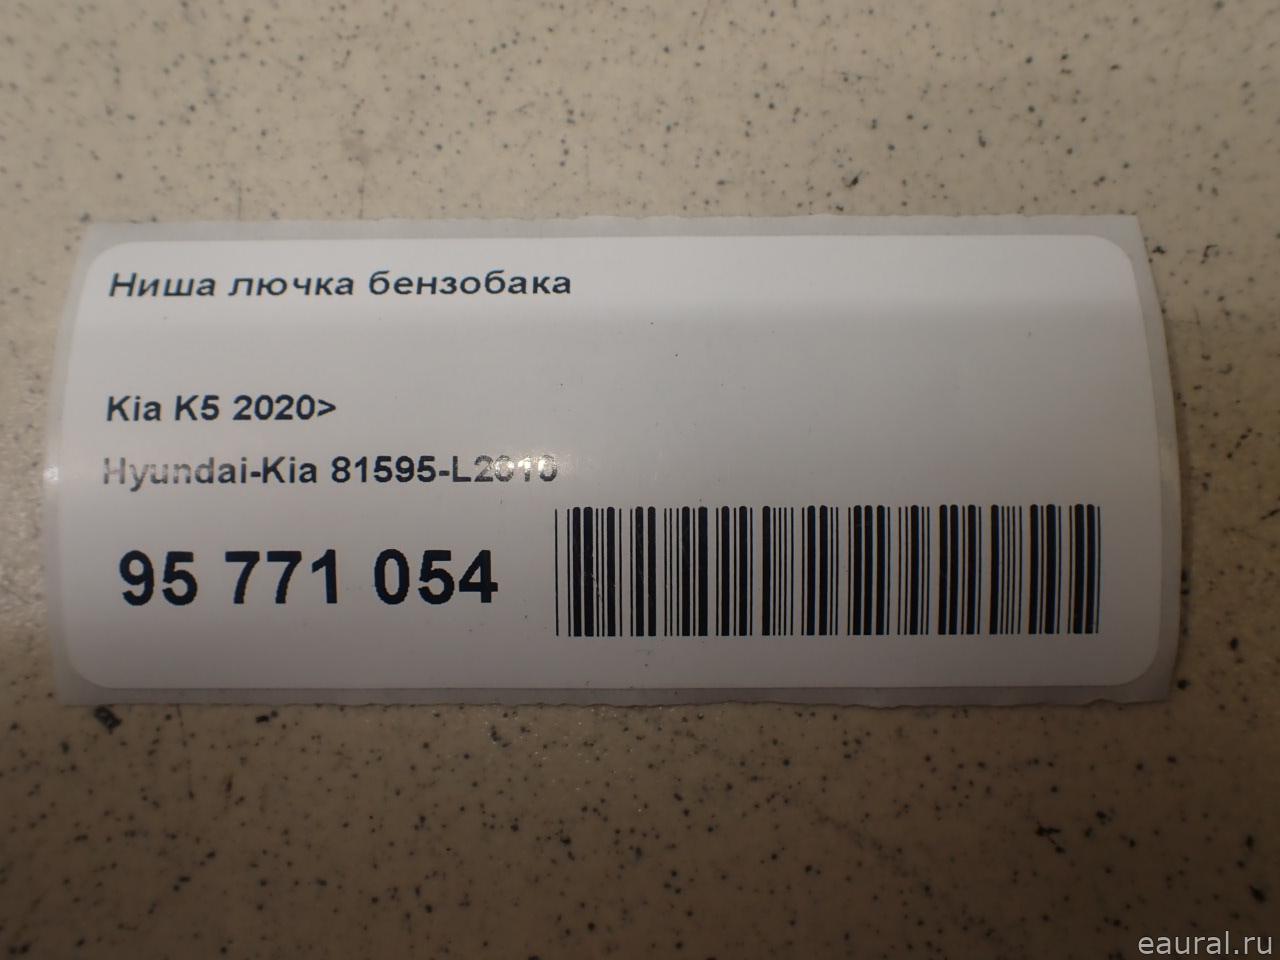 Ниша лючка бензобака
Kia K5 2020>
Hyundai-Kia 81595-L2010
95 771 054
eaural.ru